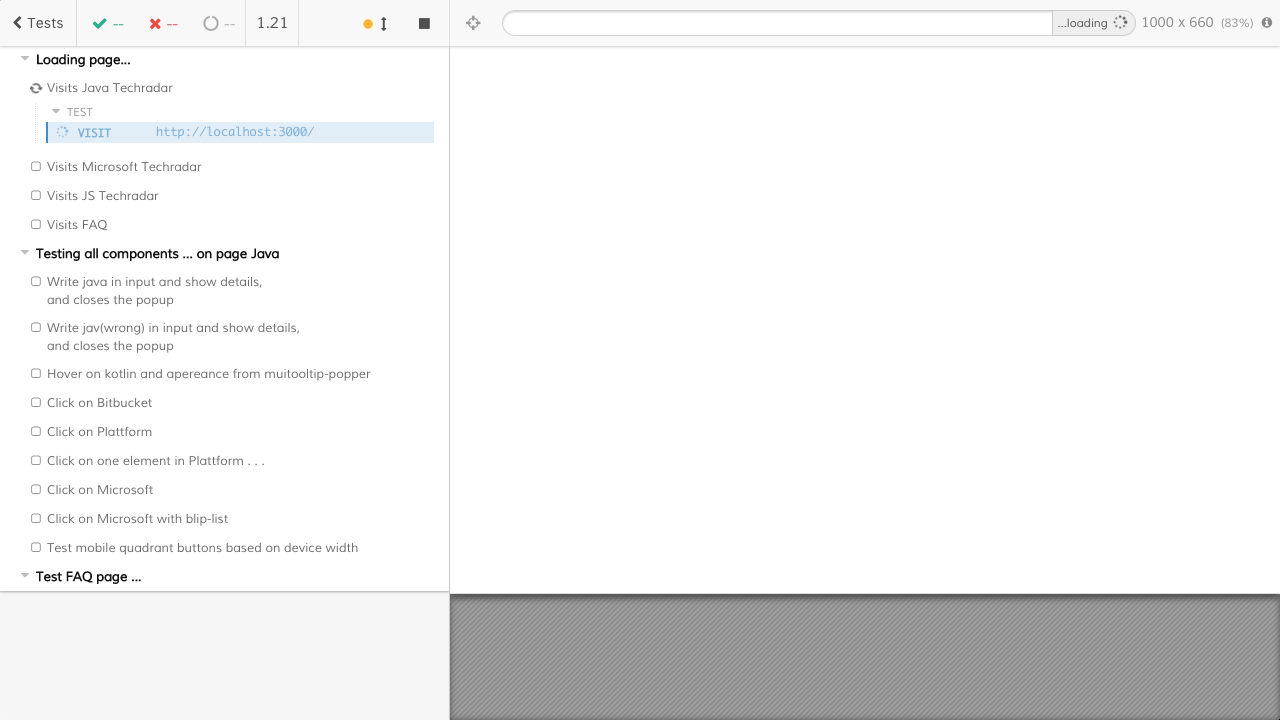 Tests -- -- -- 1.21 ...loading 1000 x 660 (83%)
Loading page...
Visits Java Techradar
TEST
VISIT http://localhost:3000/
Visits Microsoft Techradar
Visits JS Techradar
Visits FAQ
Testing all components ... on page Java
Write java in input and show details,
and closes the popup
Write jav(wrong) in input and show details,
and closes the popup
Hover on kotlin and apereance from muitooltip-popper
Click on Bitbucket
Click on Plattform
Click on one element in Plattform . . .
Click on Microsoft
Click on Microsoft with blip-list
Test mobile quadrant buttons based on device width
Test FAQ page ...